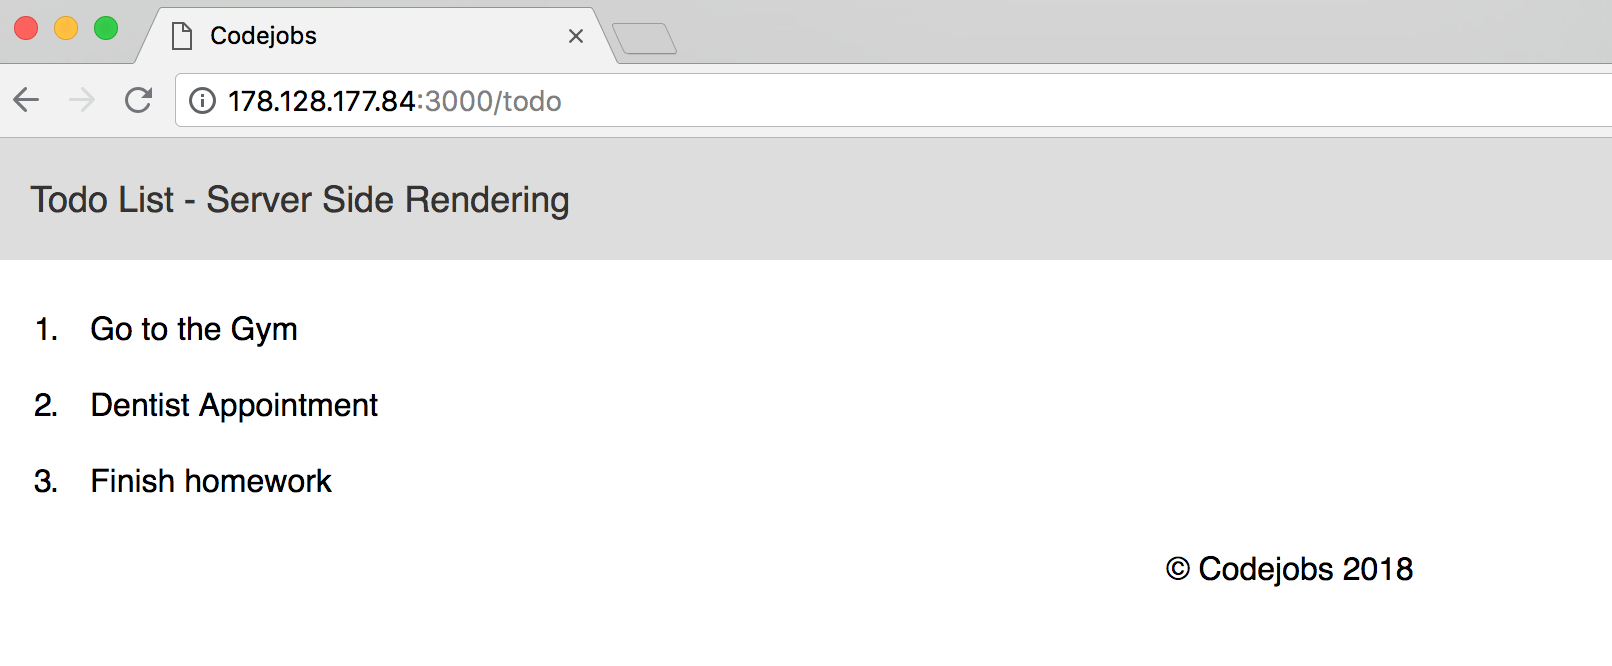 Codejobs
178.128.177.84:3000/todo
Todo List - Server Side Rendering
1. Go to the Gym
2. Dentist Appointment
3. Finish homework
© Codejobs 2018